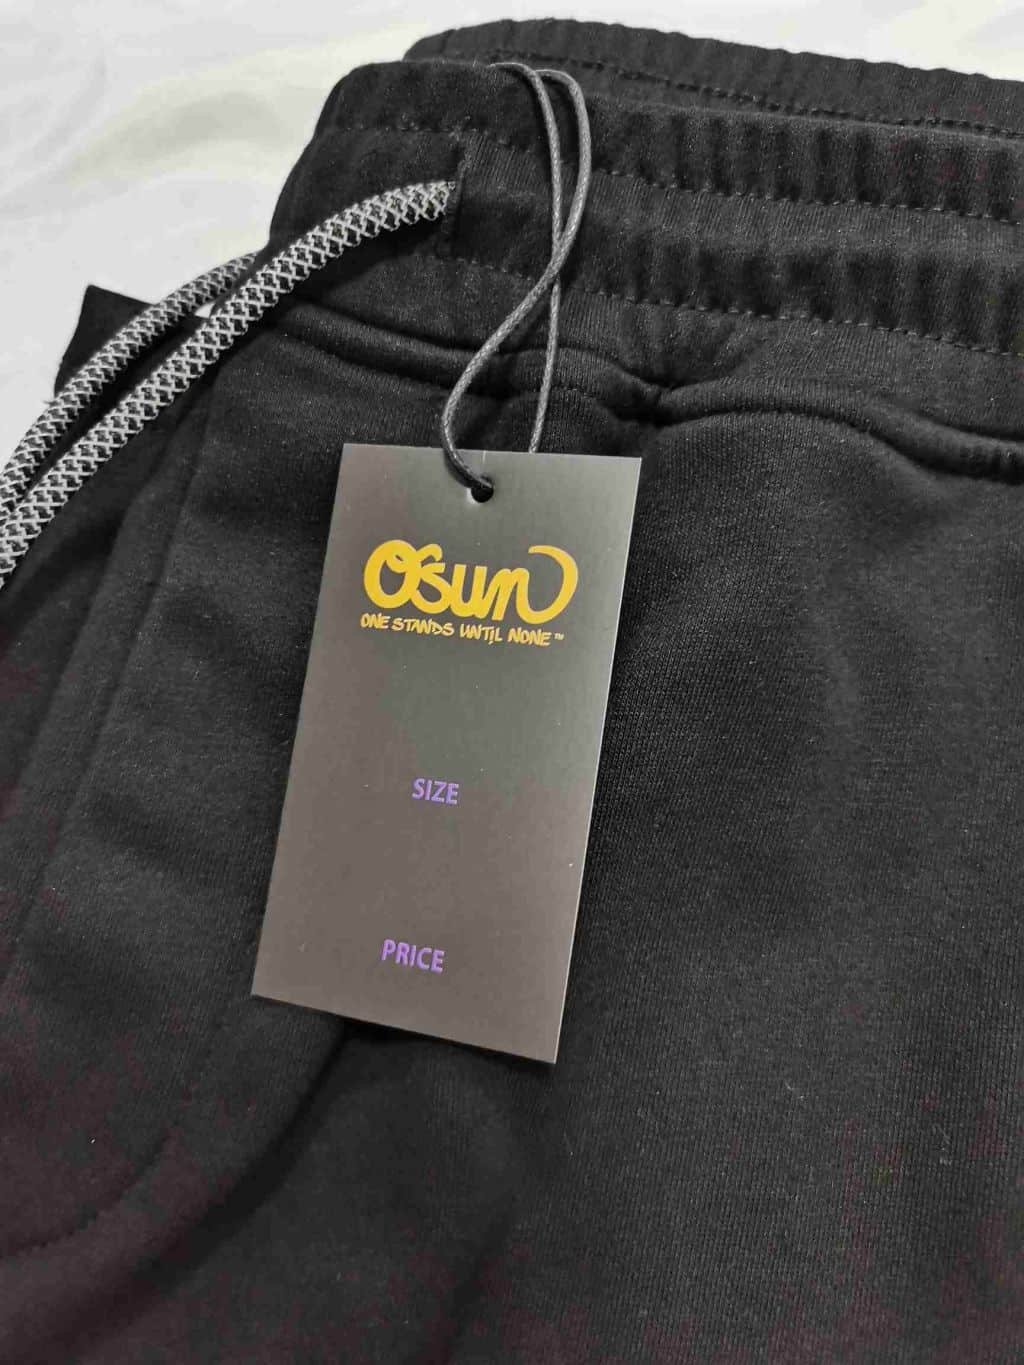 Osun
ONE STANDS UNTIL NONE™
SIZE
PRICE